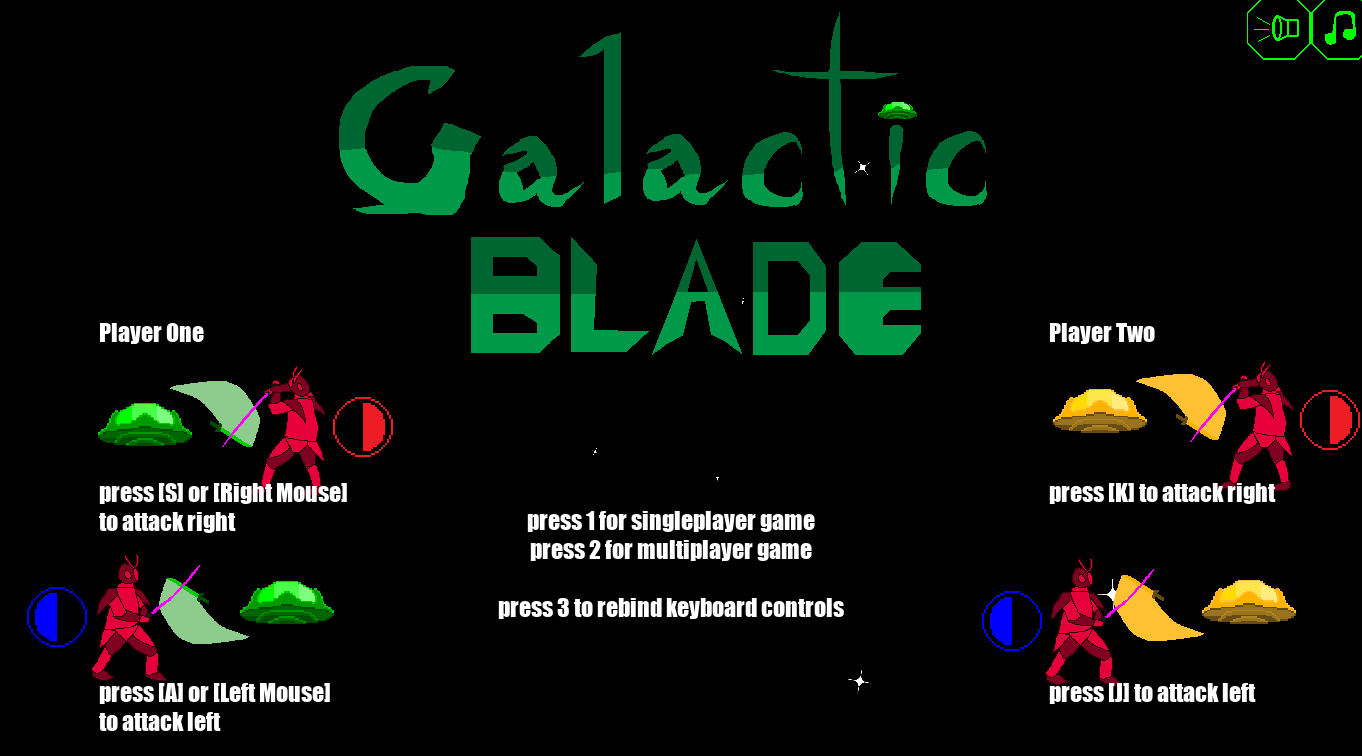 Galactic
BLADE
Player One
press [S] or [Right Mouse]
to attack right
press [A] or [Left Mouse]
to attack left
press 1 for singleplayer game
press 2 for multiplayer game
press 3 to rebind keyboard controls
Player Two
press [K] to attack right
press [J] to attack left